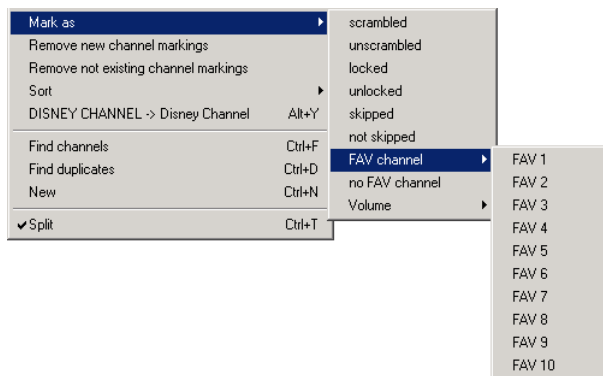 Mark as
Remove new channel markings
Remove not existing channel markings
Sort
DISNEY CHANNEL -> Disney Channel Alt+Y
Find channels Ctrl+F
Find duplicates Ctrl+D
New Ctrl+N
Split Ctrl+T
scrambled
unscrambled
locked
unlocked
skipped
not skipped
FAV channel
no FAV channel
Volume
FAV 1
FAV 2
FAV 3
FAV 4
FAV 5
FAV 6
FAV 7
FAV 8
FAV 9
FAV 10